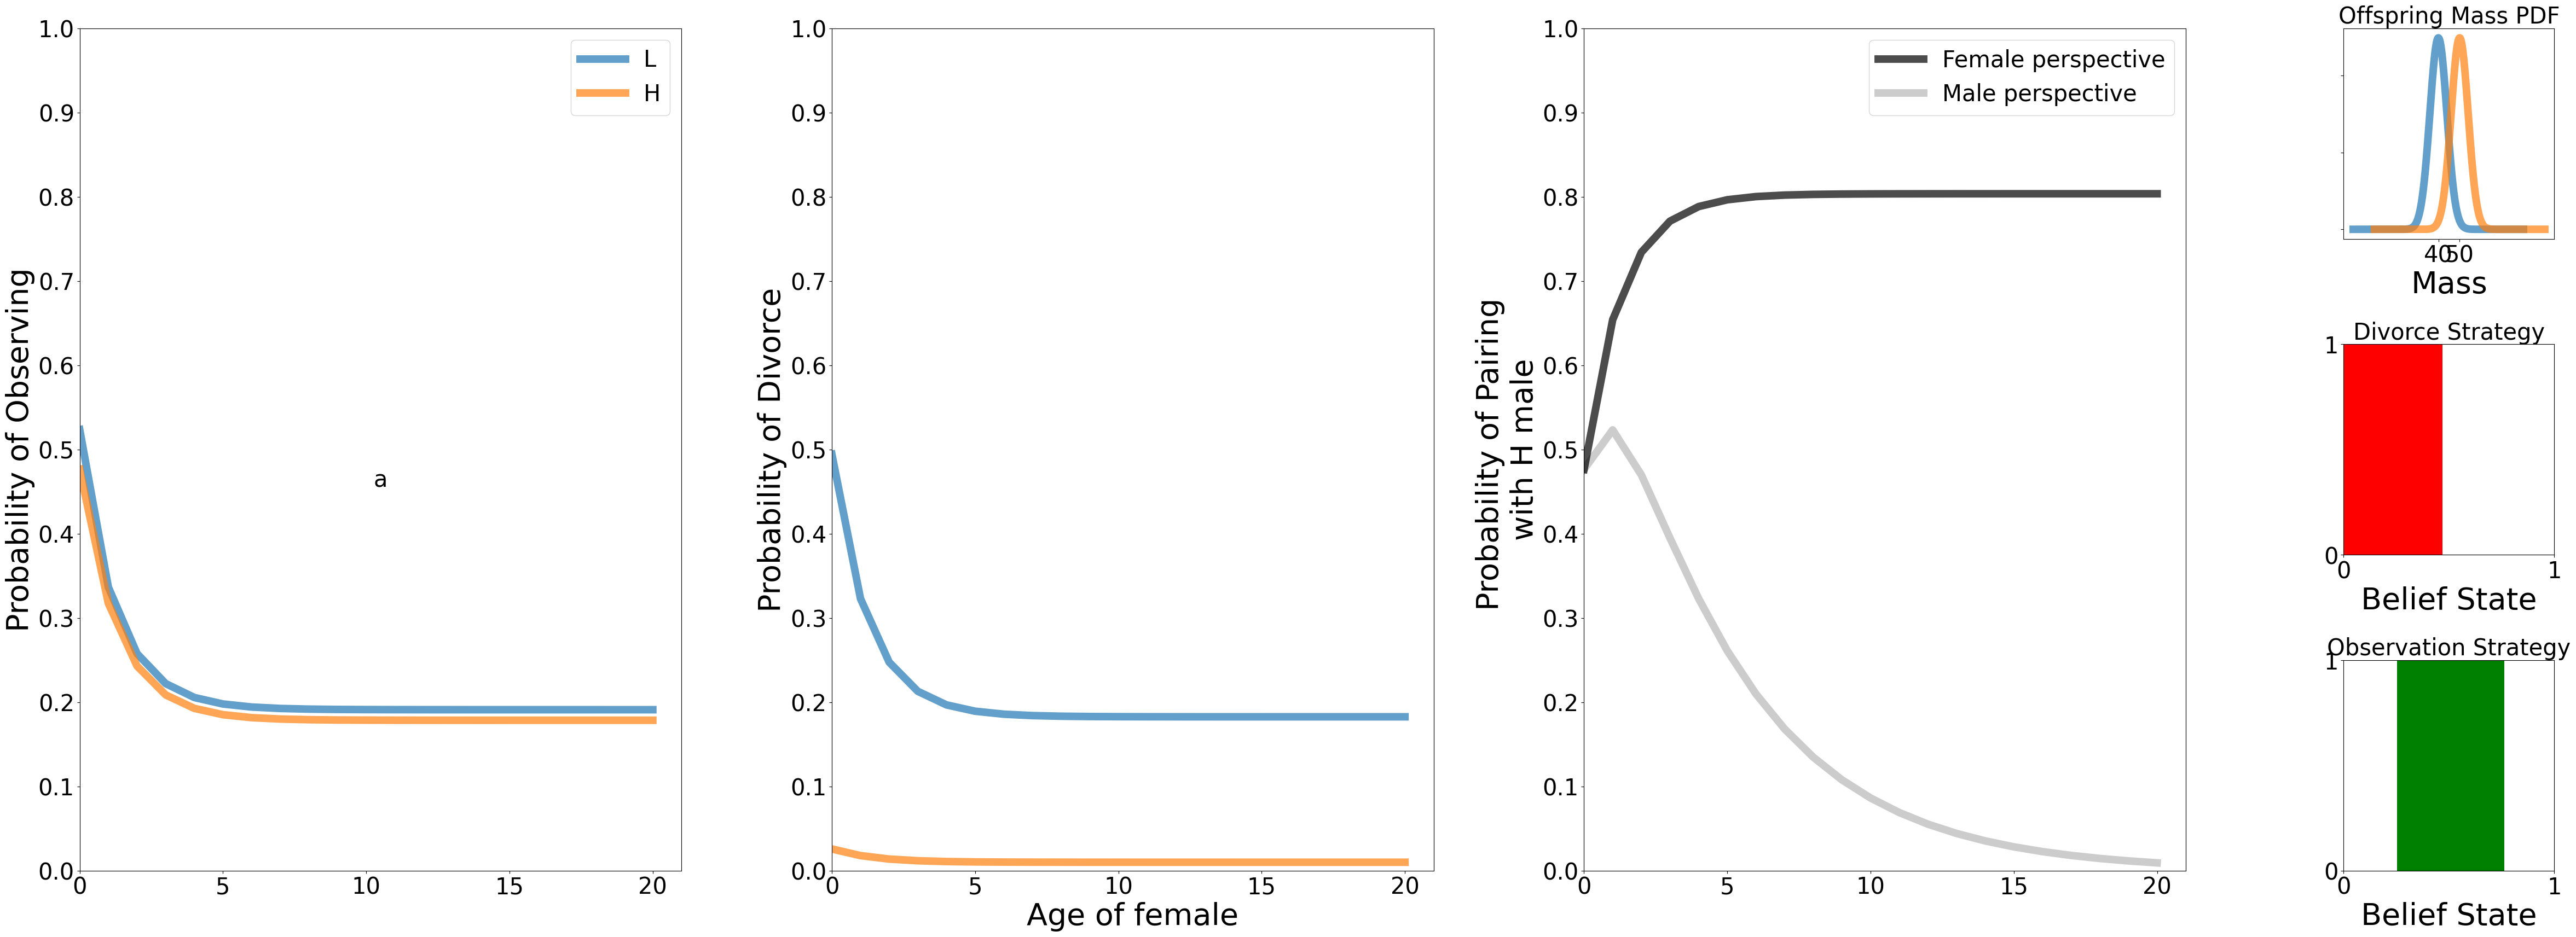 1.0
0.9
0.8
0.7
0.6
0.5
0.4
0.3
0.2
0.1
0.0
0 5 10 15 20
Probability of Observing
L
H
a
1.0
0.9
0.8
0.7
0.6
0.5
0.4
0.3
0.2
0.1
0.0
0 5 10 15 20
Probability of Divorce
Age of female
1.0
0.9
0.8
0.7
0.6
0.5
0.4
0.3
0.2
0.1
0.0
0 5 10 15 20
Probability of Pairing
with H male
Female perspective
Male perspective
Offspring Mass PDF
40 50
Mass
Divorce Strategy
1
0
0 1
Belief State
Observation Strategy
1
0
0 1
Belief State